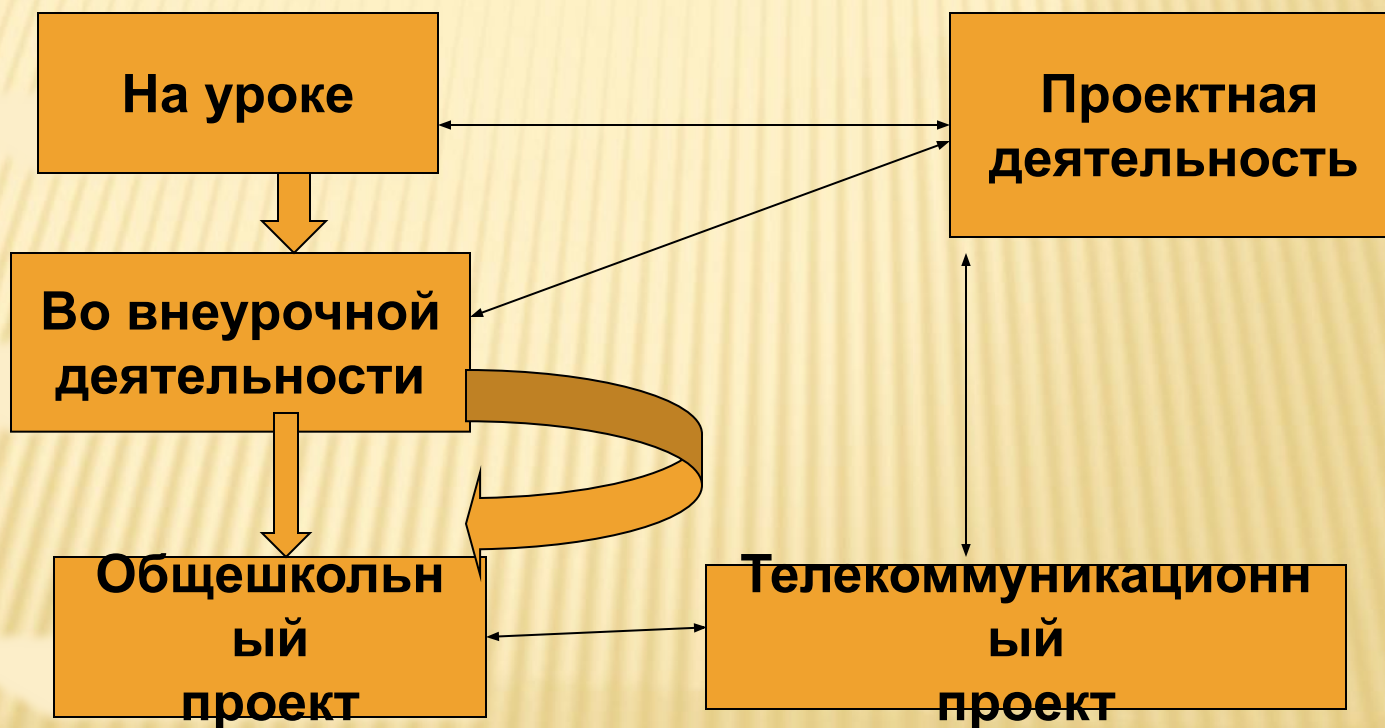 На уроке
Проектная
деятельность
Во внеурочной
деятельности
Общешкольн
ый
проект
Телекоммуникационн
ый
проект